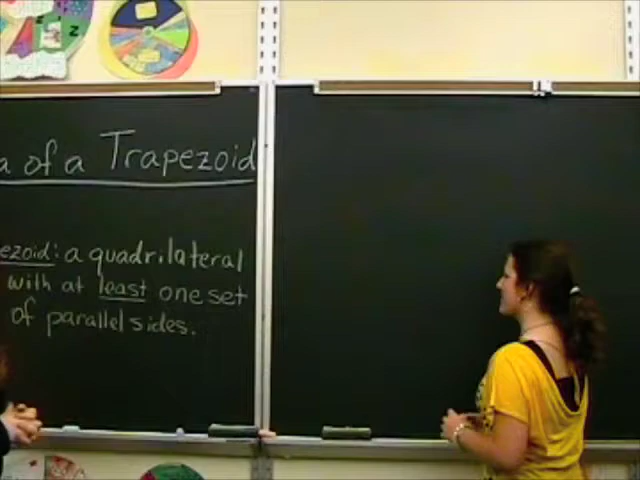 a of a Trapezoid
ezoid: a quadrilateral
with at least one set
of parallel sides.